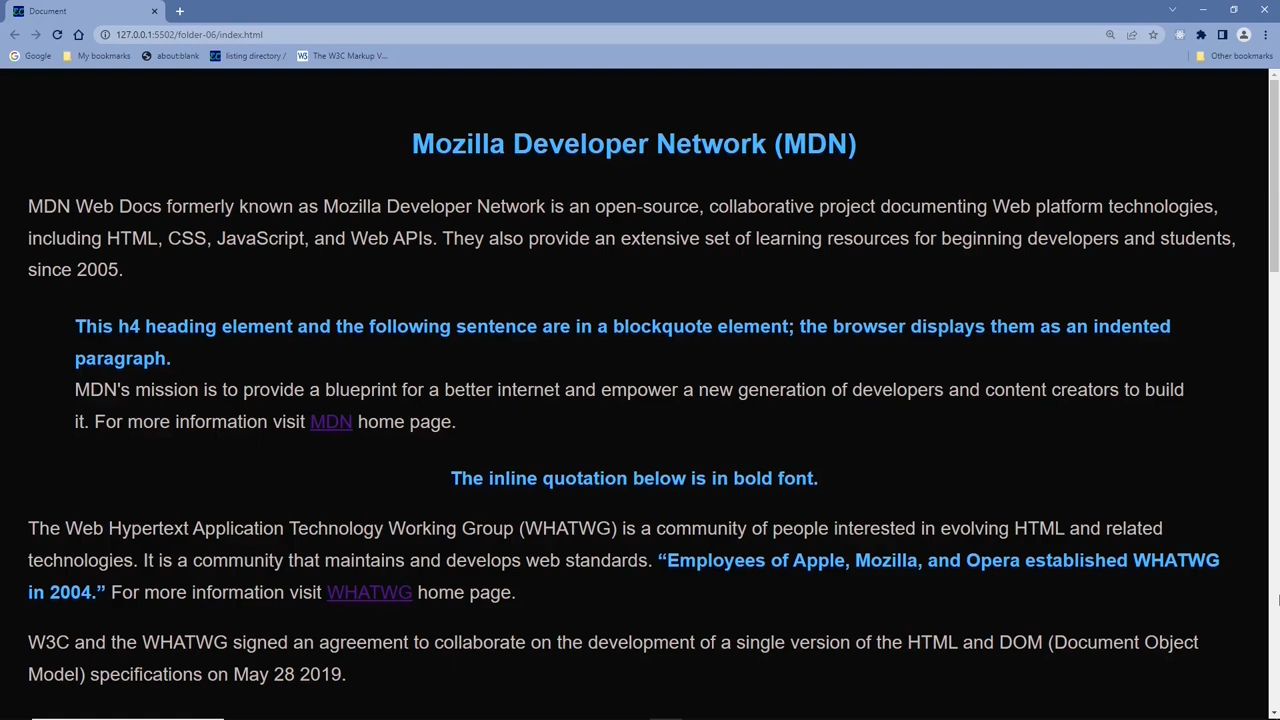 Document
127.0.0.1:5502/folder-06/index.html
Google My bookmarks about:blank listing directory / The W3C Markup V... Other bookmarks
Mozilla Developer Network (MDN)
MDN Web Docs formerly known as Mozilla Developer Network is an open-source, collaborative project documenting Web platform technologies,
including HTML, CSS, JavaScript, and Web APIs. They also provide an extensive set of learning resources for beginning developers and students,
since 2005.
This h4 heading element and the following sentence are in a blockquote element; the browser displays them as an indented
paragraph.
MDN's mission is to provide a blueprint for a better internet and empower a new generation of developers and content creators to build
it. For more information visit MDN home page.
The inline quotation below is in bold font.
The Web Hypertext Application Technology Working Group (WHATWG) is a community of people interested in evolving HTML and related
technologies. It is a community that maintains and develops web standards. “Employees of Apple, Mozilla, and Opera established WHATWG
in 2004.” For more information visit WHATWG home page.
W3C and the WHATWG signed an agreement to collaborate on the development of a single version of the HTML and DOM (Document Object
Model) specifications on May 28 2019.